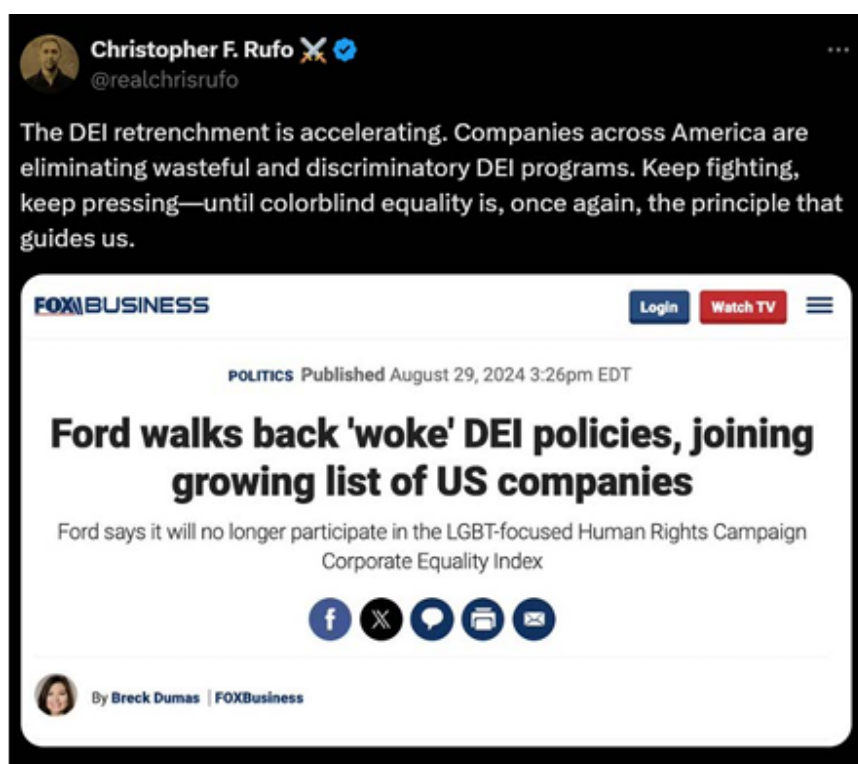 Christopher F. Rufo
@realchrisrufo
The DEI retrenchment is accelerating. Companies across America are
eliminating wasteful and discriminatory DEI programs. Keep fighting,
keep pressing—until colorblind equality is, once again, the principle that
guides us.
FOX BUSINESS
Login
Watch TV
POLITICS Published August 29, 2024 3:26pm EDT
Ford walks back 'woke' DEI policies, joining
growing list of US companies
Ford says it will no longer participate in the LGBT-focused Human Rights Campaign
Corporate Equality Index
By Breck Dumas | FOXBusiness